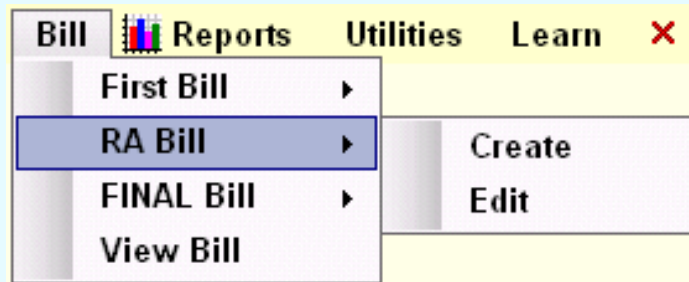 Bill Reports Utilities Learn
First Bill
RA Bill
Create
FINAL Bill
Edit
View Bill